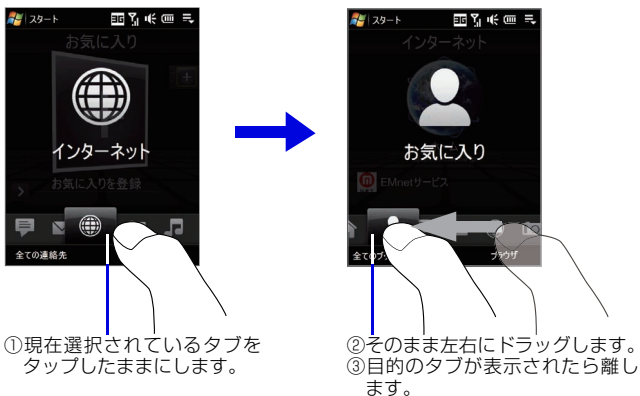 スタート
お気に入り
インターネット
お気に入りを登録
全ての連絡先
①現在選択されているタブを
タップしたままにします。
スタート
インターネット
お気に入り
EMnetサービス
全てのブッ
ブラウザ
②そのまま左右にドラッグします。
③目的のタブが表示されたら離し
ます。